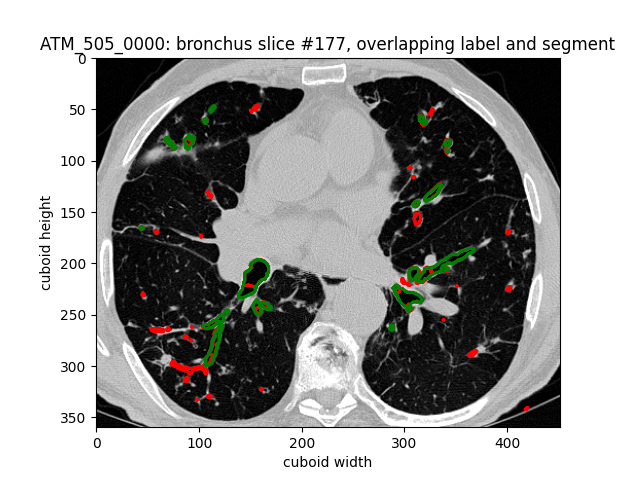 ATM_505_0000: bronchus slice #177, overlapping label and segment
0
50
100
150
200
250
300
350
cuboid height
0 100 200 300 400
cuboid width